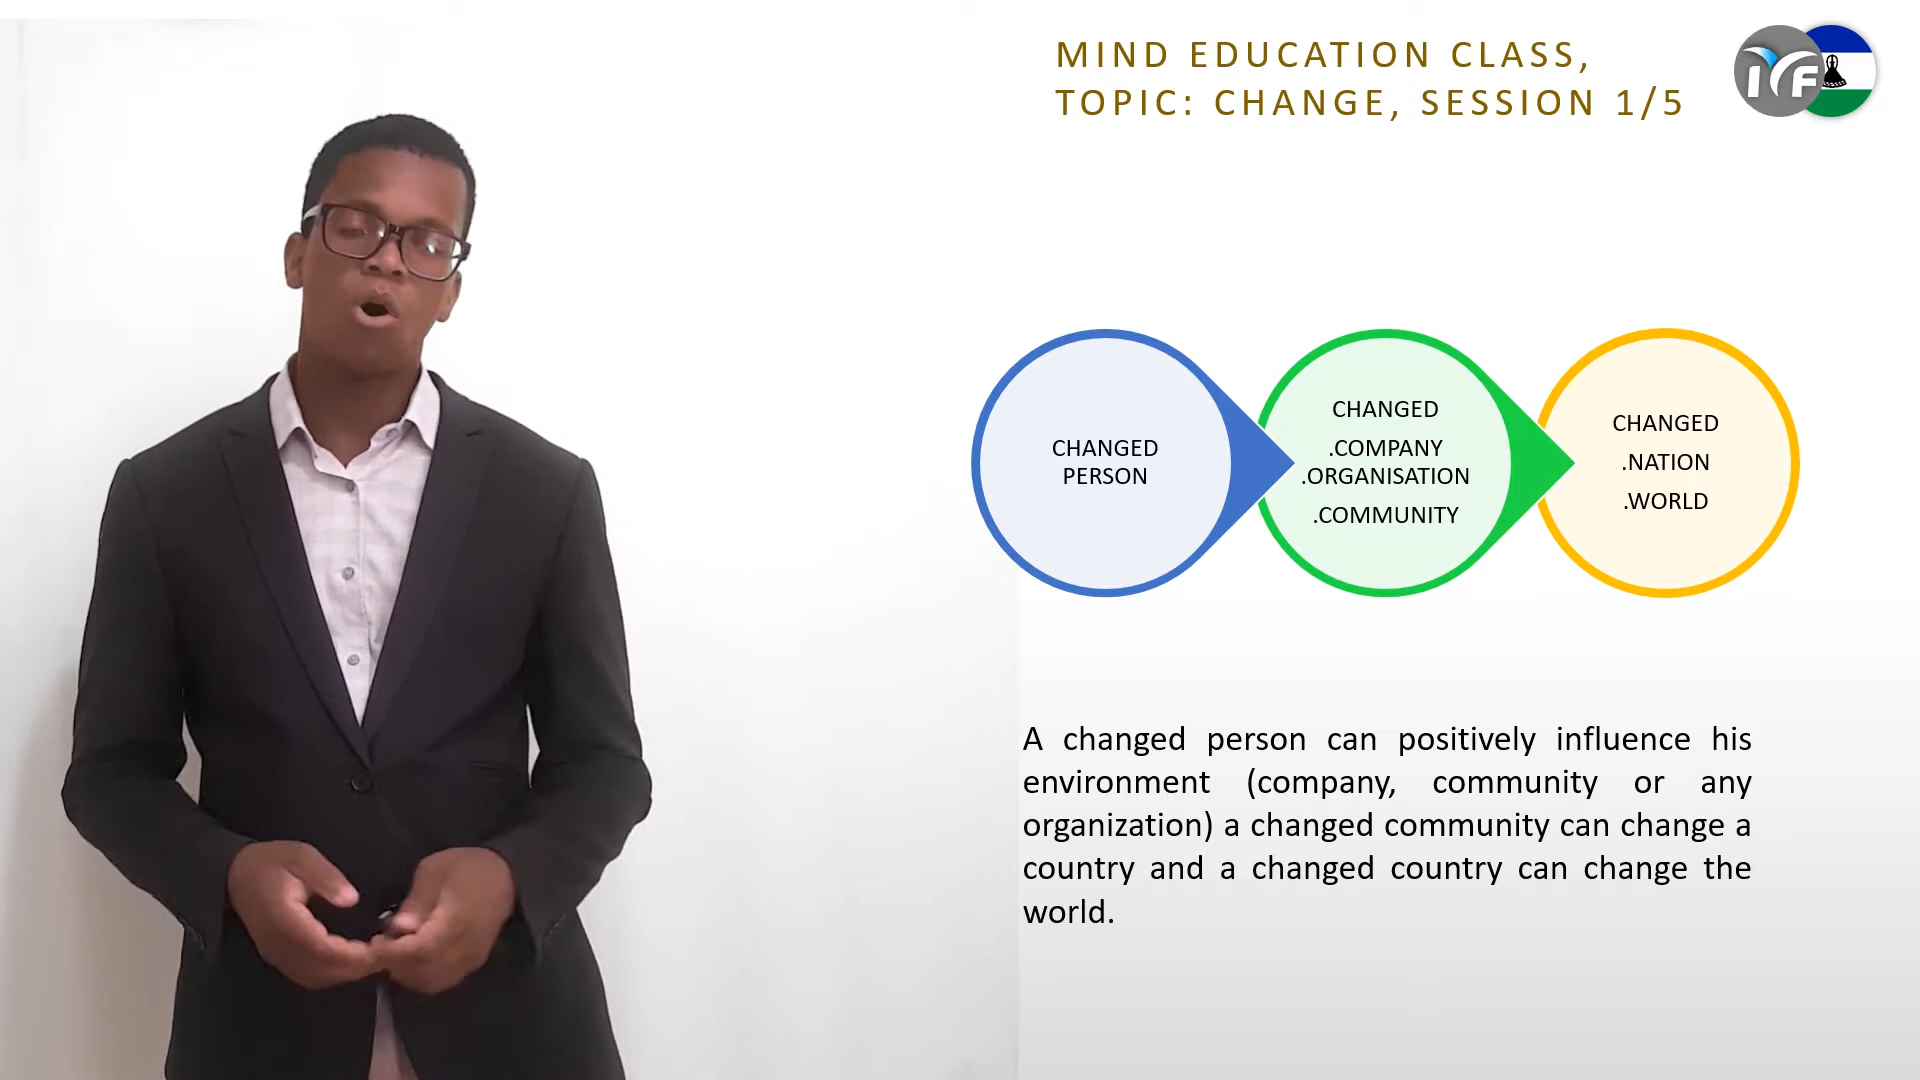 MIND EDUCATION CLASS,
TOPIC: CHANGE, SESSION 1/5
IYF
CHANGED
PERSON
CHANGED
.COMPANY
.ORGANISATION
.COMMUNITY
CHANGED
.NATION
.WORLD
A changed person can positively influence his
environment (company, community or any
organization) a changed community can change a
country and a changed country can change the
world.